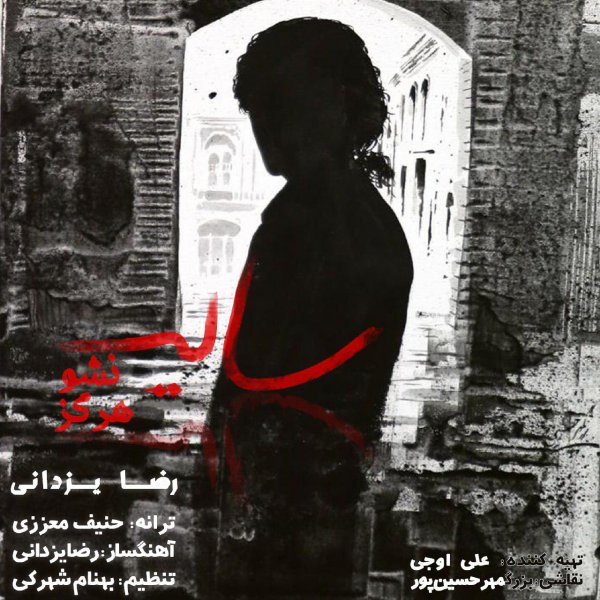 سایه
نشو
هرگز
رضا یزدانی
ترانه: حنیف معززی
آهنگساز: رضا یزدانی
تنظیم: بهنام شهرکی
تهیه کننده: علی اوجی
نقاشی: بزرگمهر حسین‌پور